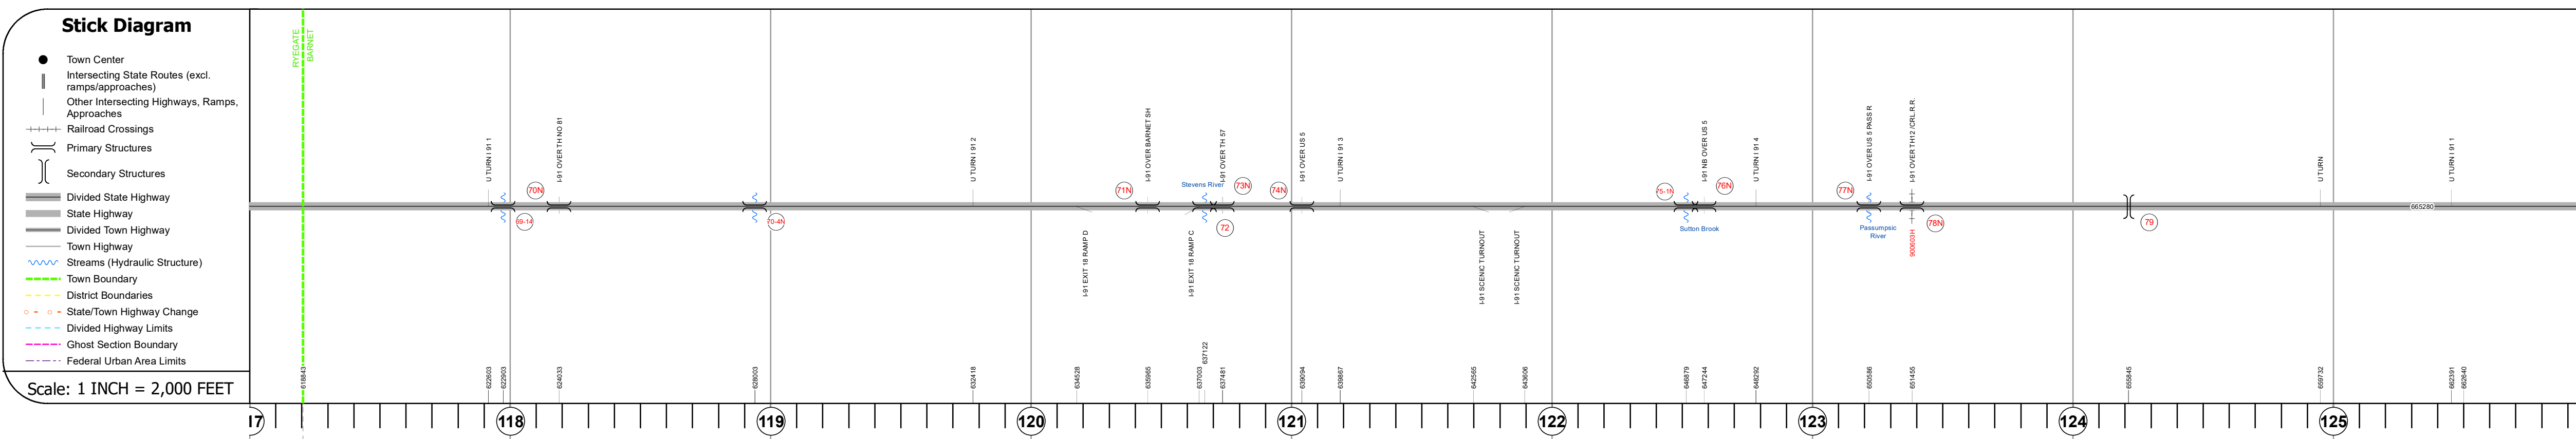 Stick Diagram
Town Center
Intersecting State Routes (excl.
ramps/approaches)
Other Intersecting Highways, Ramps,
Approaches
Railroad Crossings
Primary Structures
Secondary Structures
Divided State Highway
State Highway
Divided Town Highway
Town Highway
Streams (Hydraulic Structure)
Town Boundary
District Boundaries
State/Town Highway Change
Divided Highway Limits
Ghost Section Boundary
Federal Urban Area Limits
Scale: 1 INCH = 2,000 FEET
RYEGATE
BARNET
U TURN I 91 1
I-91 OVER TH NO 81
U TURN I 91 2
I-91 OVER BARNET SH
I-91 OVER TH 57
I-91 OVER US 5
U TURN I 91 3
I-91 NB OVER US 5
U TURN I 91 4
I-91 OVER US 5 PASS R
I-91 OVER TH12 /CRL.R.R.
U TURN
U TURN I 91 1
70N
71N
Stevens River
73N
74N
75-1N
76N
77N
69-14
70-4N
72
Sutton Brook
Passumpsic
River
78N
79
665280
I-91 EXIT 18 RAMP D
I-91 EXIT 18 RAMP C
I-91 SCENIC TURNOUT
I-91 SCENIC TURNOUT
900603H
618843
622603
622903
624033
628003
632418
634528
635965
637003
637122
637481
639094
639867
642565
643606
646879
647244
648292
650586
651455
655845
659732
662391
662640
17
118
119
120
121
122
123
124
125